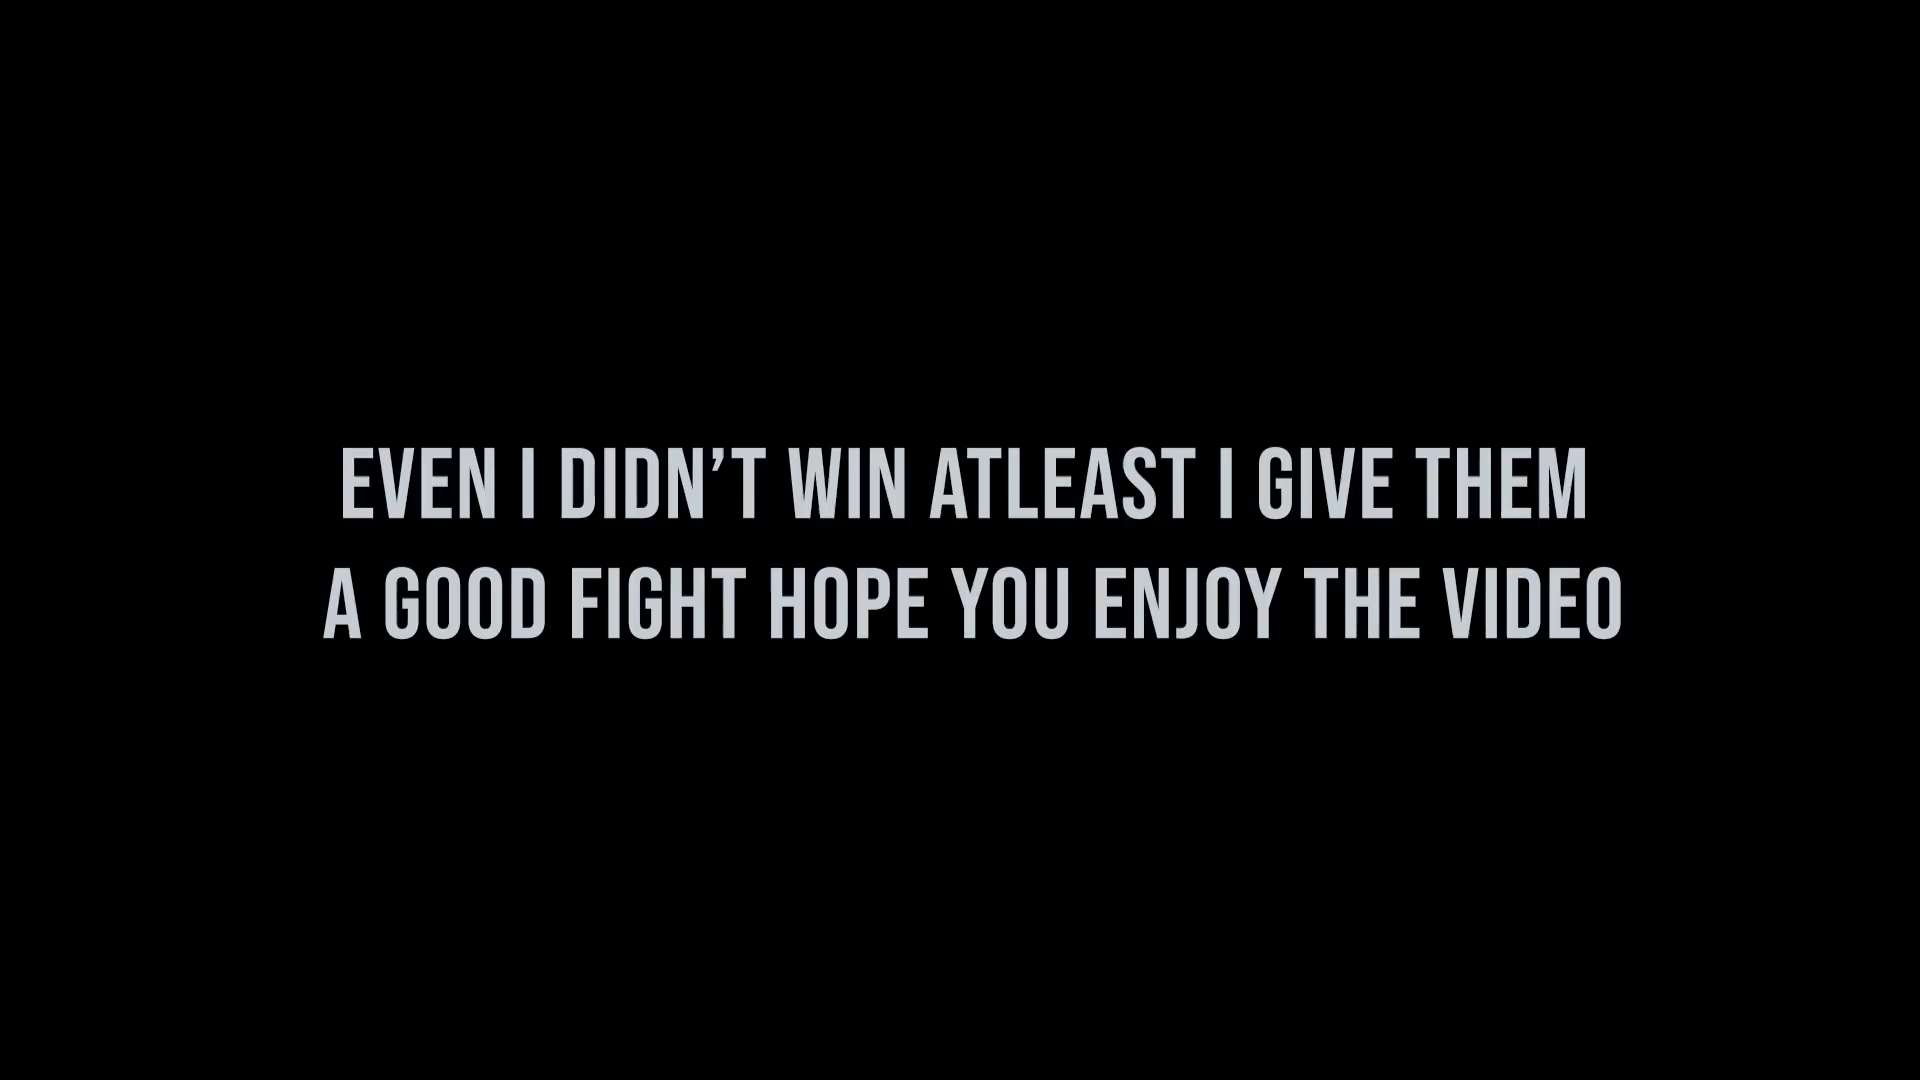 EVEN I DIDN’T WIN ATLEAST I GIVE THEM
A GOOD FIGHT HOPE YOU ENJOY THE VIDEO